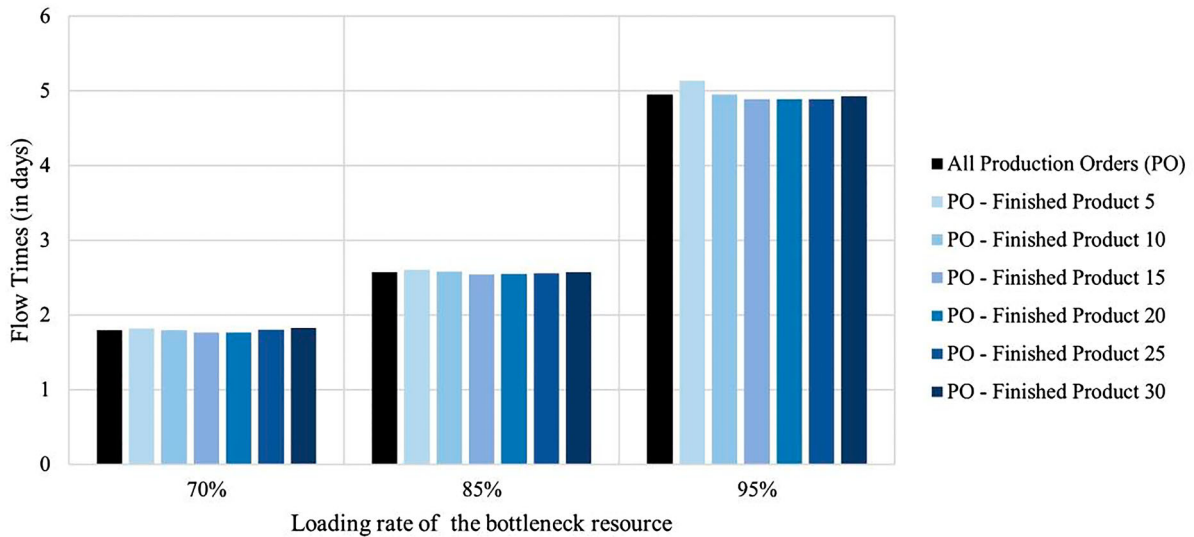 6
5
4
3
2
1
0
Flow Times (in days)
70%
85%
95%
Loading rate of the bottleneck resource
All Production Orders (PO)
PO - Finished Product 5
PO - Finished Product 10
PO - Finished Product 15
PO - Finished Product 20
PO - Finished Product 25
PO - Finished Product 30